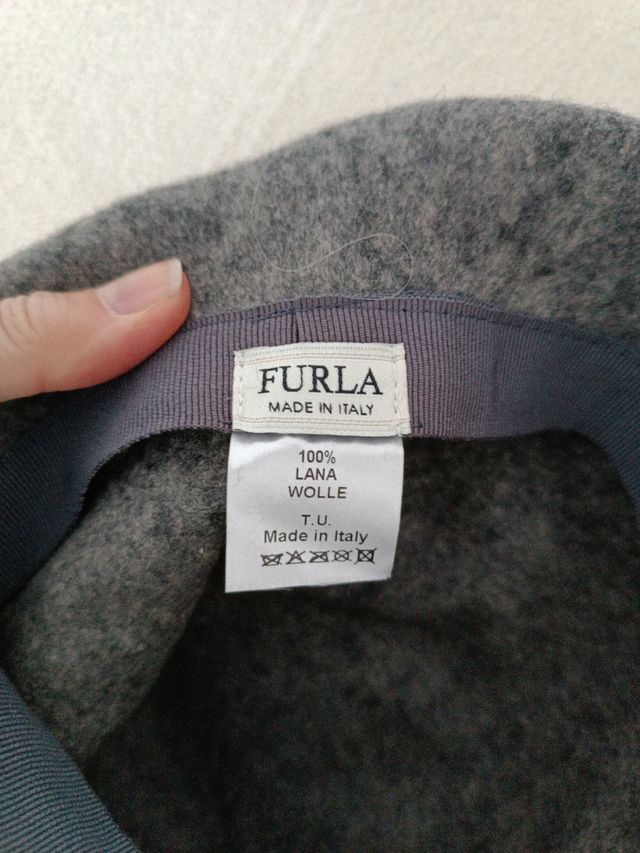 FURLA
MADE IN ITALY
100%
LANA
WOLLE
T.U.
Made in Italy